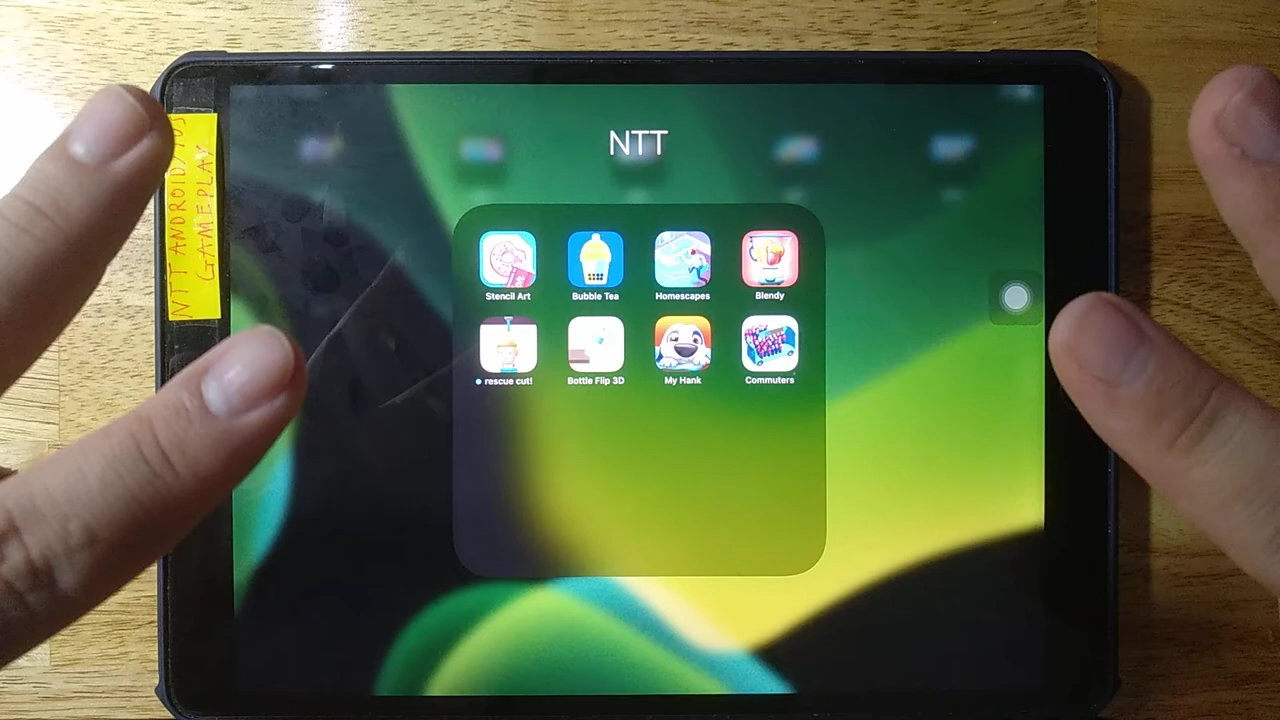 NTT ANDROID/IOS
GAMEPLAY
NTT
Stencil Art
Bubble Tea
Homescapes
Blendy
rescue cut!
Bottle Flip 3D
My Hank
Commuters